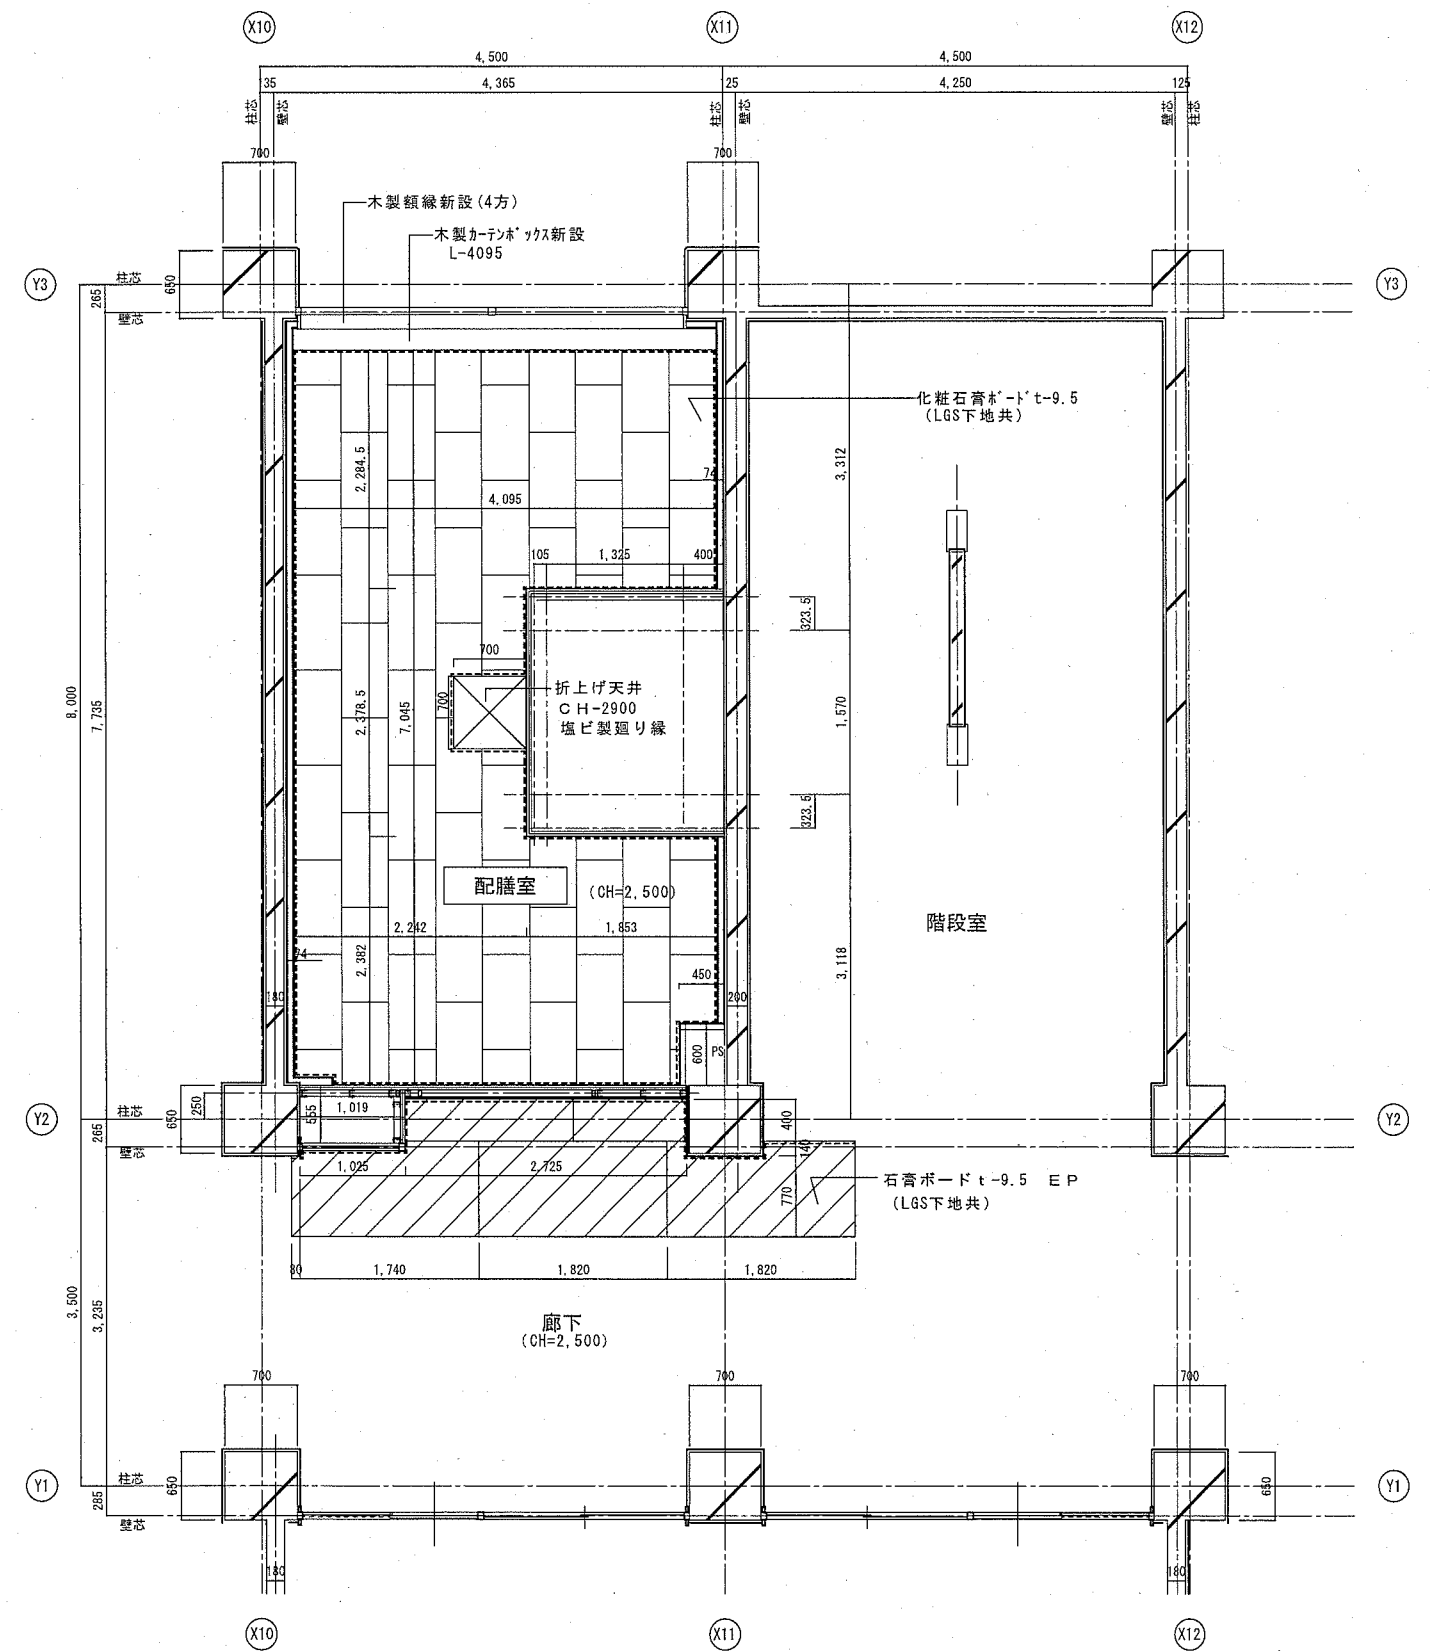 X10
X11
X12
4,500
4,500
135
4,365
125
4,250
125
柱芯
壁芯
柱芯
壁芯
壁芯
柱芯
700
700
木製額縁新設(4方)
木製カーテンボックス新設
L-4095
Y3
柱芯
Y3
265
650
壁芯
化粧石膏ボードt-9.5
(LGS下地共)
2,284.5
3,312
74
4,095
105
1,325
400
323.5
700
折上げ天井
CH-2900
塩ビ製廻り縁
8,000
7,735
2,378.5
7,045
700
1,570
323.5
配膳室
(CH=2,500)
2,242
1,853
階段室
74
2,382
3,118
450
180
200
600
PS
Y2
柱芯
650
250
555
1,019
400
Y2
265
壁芯
140
1,025
2,725
770
石膏ボードt-9.5 EP
(LGS下地共)
80
1,740
1,820
1,820
3,500
3,235
廊下
(CH=2,500)
700
700
700
Y1
柱芯
650
650
Y1
285
壁芯
180
180
X10
X11
X12